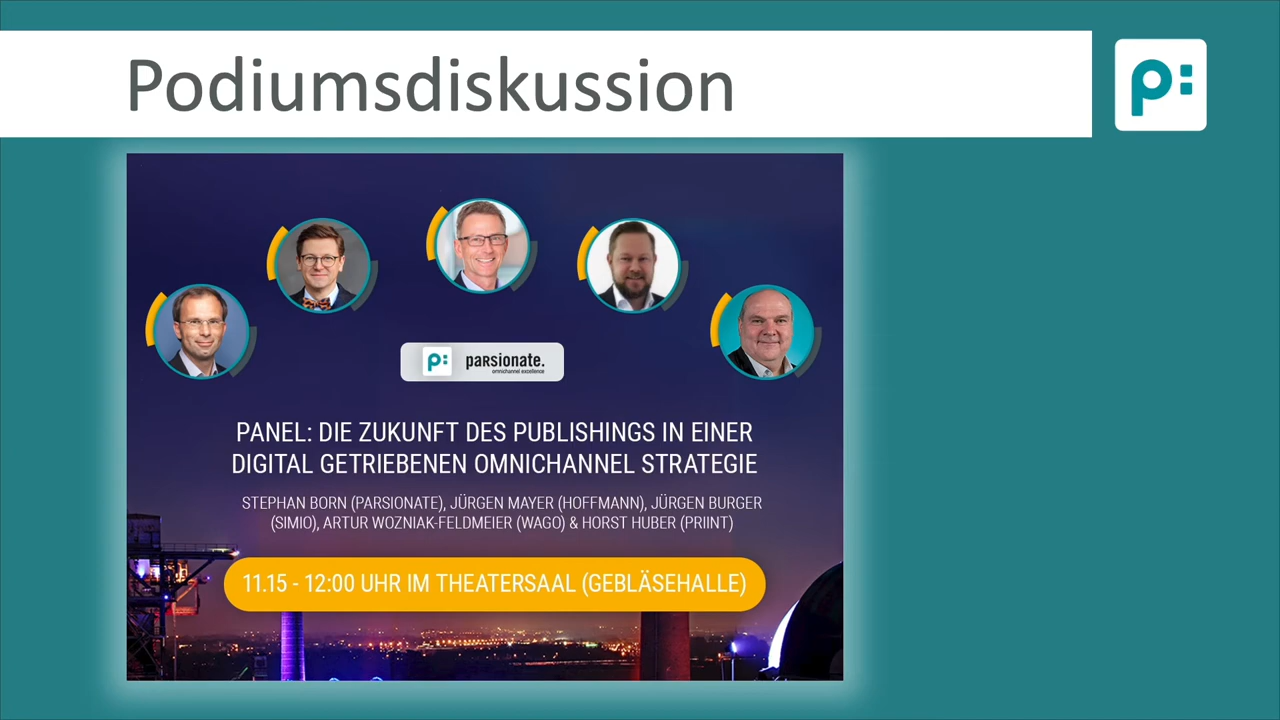 Podiumsdiskussion
p:
p: parsionate.
omnichannel excellence
PANEL: DIE ZUKUNFT DES PUBLISHINGS IN EINER
DIGITAL GETRIEBENEN OMNICHANNEL STRATEGIE
STEPHAN BORN (PARSIONATE), JÜRGEN MAYER (HOFFMANN), JÜRGEN BURGER
(SIMIO), ARTUR WOZNIAK-FELDMEIER (WAGO) & HORST HUBER (PRIINT)
11.15 - 12:00 UHR IM THEATERSAAL (GEBLÄSEHALLE)